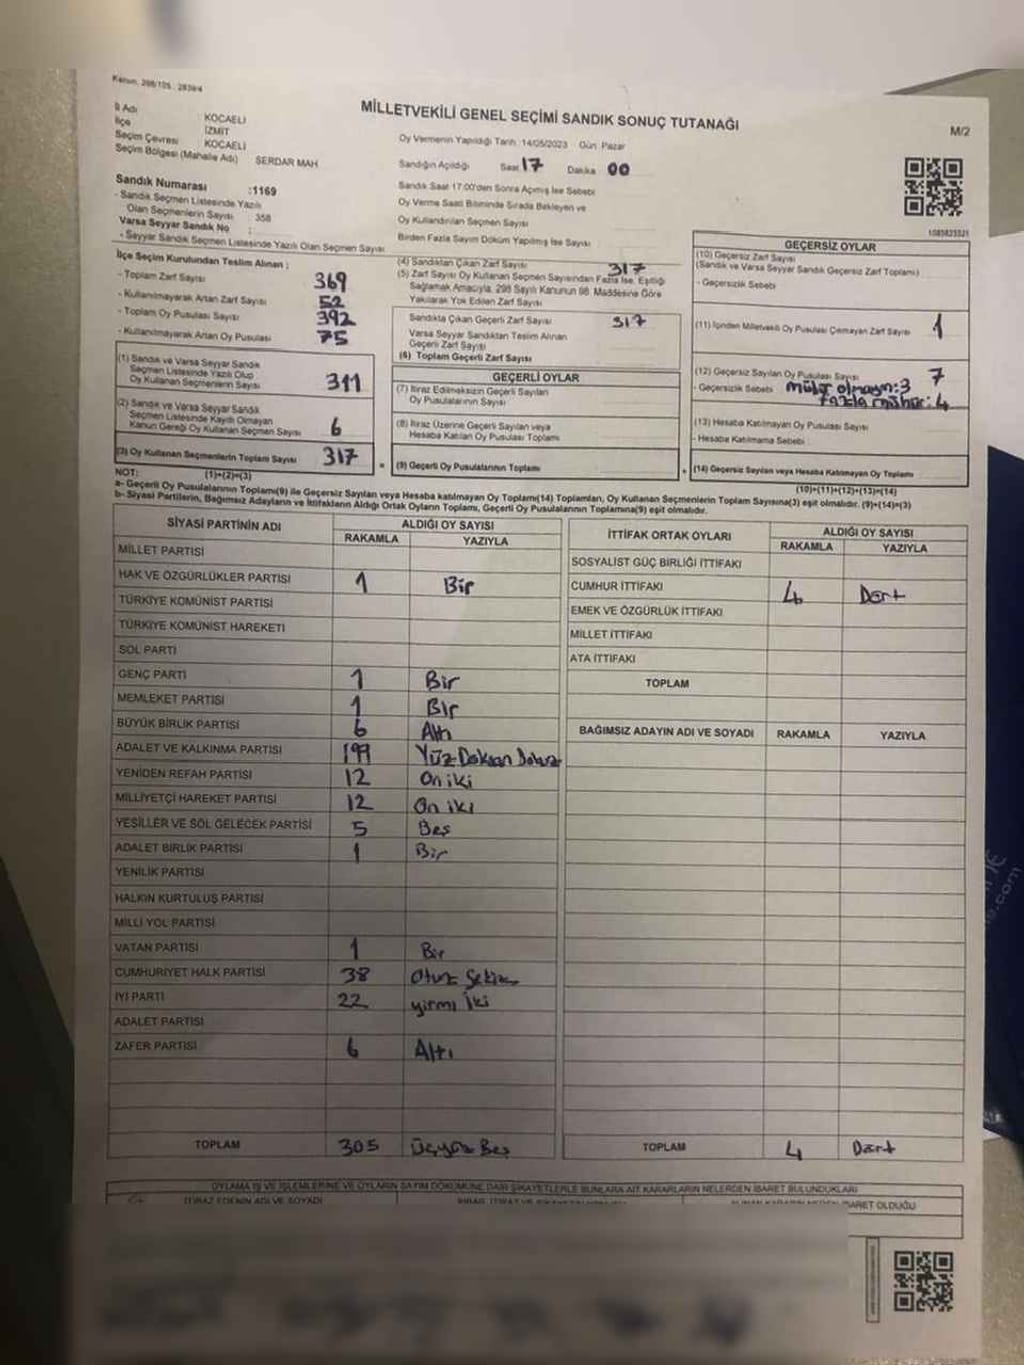 Kanun: 298/105 - 2839/4
MİLLETVEKİLİ GENEL SEÇİMİ SANDIK SONUÇ TUTANAĞI
M/2
İl Adı : KOCAELİ
İlçe : İZMİT
Seçim Çevresi : KOCAELİ
Seçim Bölgesi (Mahalle Adı) : SERDAR MAH
Sandık Numarası :1169
- Sandık Seçmen Listesinde Yazılı
Olan Seçmenlerin Sayısı : 358
Varsa Seyyar Sandık No :
- Seyyar Sandık Seçmen Listesinde Yazılı Olan Seçmen Sayısı
Oy Vermenin Yapıldığı Tarih: 14/05/2023 Gün: Pazar
Sandığın Açıldığı Saat 17 Dakika 00
Sandık Saat 17:00'den Sonra Açmış İse Sebebi
Oy Verme Saati Bitiminde Sırada Bekleyen ve
Oy Kullandırılan Seçmen Sayısı
Birden Fazla Sayım Döküm Yapılmış İse Sayısı
1085825521
İlçe Seçim Kurulundan Teslim Alınan :
- Toplam Zarf Sayısı 369
- Kullanılmayarak Artan Zarf Sayısı 52
- Toplam Oy Pusulası Sayısı 392
- Kullanılmayarak Artan Oy Pusulası 75
(1) Sandık ve Varsa Seyyar Sandık
Seçmen Listesinde Yazılı Olup
Oy Kullanan Seçmenlerin Sayısı 311
(2) Sandık ve Varsa Seyyar Sandık
Seçmen Listesinde Kayıtlı Olmayan
Kanun Gereği Oy Kullanan Seçmen Sayısı 6
(3) Oy Kullanan Seçmenlerin Toplam Sayısı 317
(1)+(2)=(3)
(4) Sandıktan Çıkan Zarf Sayısı 317
(5) Zarf Sayısı Oy Kullanan Seçmen Sayısından Fazla İse, Eşitliği
Sağlamak Amacıyla, 298 Sayılı Kanunun 98. Maddesine Göre
Yakılarak Yok Edilen Zarf Sayısı
Sandıkta Çıkan Geçerli Zarf Sayısı 317
Varsa Seyyar Sandıktan Teslim Alınan
Geçerli Zarf Sayısı
(6) Toplam Geçerli Zarf Sayısı
GEÇERLİ OYLAR
(7) İtiraz Edilmeksizin Geçerli Sayılan
Oy Pusulalarının Sayısı
(8) İtiraz Üzerine Geçerli Sayılan veya
Hesaba Katılan Oy Pusulası Toplamı
= (9) Geçerli Oy Pusulalarının Toplamı
GEÇERSİZ OYLAR
(10) Geçersiz Zarf Sayısı
(Sandık ve Varsa Seyyar Sandık Geçersiz Zarf Toplamı)
- Geçersizlik Sebebi
(11) İçinden Milletvekili Oy Pusulası Çıkmayan Zarf Sayısı 1
(12) Geçersiz Sayılan Oy Pusulası Sayısı 7
- Geçersizlik Sebebi : mühür olmayan:3
fazla mühür:4
(13) Hesaba Katılmayan Oy Pusulası Sayısı
- Hesaba Katılmama Sebebi :
+ (14) Geçersiz Sayılan veya Hesaba Katılmayan Oy Toplamı
(10)+(11)+(12)+(13)=(14)
NOT:
a- Geçerli Oy Pusulalarının Toplamı(9) ile Geçersiz Sayılan veya Hesaba katılmayan Oy Toplamı(14) Toplamları, Oy Kullanan Seçmenlerin Toplam Sayısına(3) eşit olmalıdır. (9)+(14)=(3)
b- Siyasi Partilerin, Bağımsız Adayların ve İttifakların Aldığı Ortak Oyların Toplamı, Geçerli Oy Pusulalarının Toplamına(9) eşit olmalıdır.
SİYASİ PARTİNİN ADI ALDIĞI OY SAYISI
RAKAMLA YAZIYLA
MİLLET PARTİSİ
HAK VE ÖZGÜRLÜKLER PARTİSİ 1 Bir
TÜRKİYE KOMÜNİST PARTİSİ
TÜRKİYE KOMÜNİST HAREKETİ
SOL PARTİ
GENÇ PARTİ 1 Bir
MEMLEKET PARTİSİ 1 Bir
BÜYÜK BİRLİK PARTİSİ 6 Altı
ADALET VE KALKINMA PARTİSİ 199 Yüz Doksan Dokuz
YENİDEN REFAH PARTİSİ 12 On iki
MİLLİYETÇİ HAREKET PARTİSİ 12 On iki
YEŞİLLER VE SOL GELECEK PARTİSİ 5 Beş
ADALET BİRLİK PARTİSİ 1 Bir
YENİLİK PARTİSİ
HALKIN KURTULUŞ PARTİSİ
MİLLİ YOL PARTİSİ
VATAN PARTİSİ 1 Bir
CUMHURİYET HALK PARTİSİ 38 Otuz Sekiz
İYİ PARTİ 22 yirmi iki
ADALET PARTİSİ
ZAFER PARTİSİ 6 Altı
TOPLAM 305 Üçyüz Beş
İTTİFAK ORTAK OYLARI ALDIĞI OY SAYISI
RAKAMLA YAZIYLA
SOSYALİST GÜÇ BİRLİĞİ İTTİFAKI
CUMHUR İTTİFAKI 4 Dört
EMEK VE ÖZGÜRLÜK İTTİFAKI
MİLLET İTTİFAKI
ATA İTTİFAKI
TOPLAM
BAĞIMSIZ ADAYIN ADI VE SOYADI RAKAMLA YAZIYLA
TOPLAM 4 Dört
OYLAMA İŞ VE İŞLEMLERİNE VE OYLARIN SAYIM DÖKÜMÜNE DAİR ŞİKAYETLERLE BUNLARA AİT KARARLARIN NELERDEN İBARET BULUNDUKLARI
İTİRAZ EDENİN ADI VE SOYADI
İBARET OLDUĞU